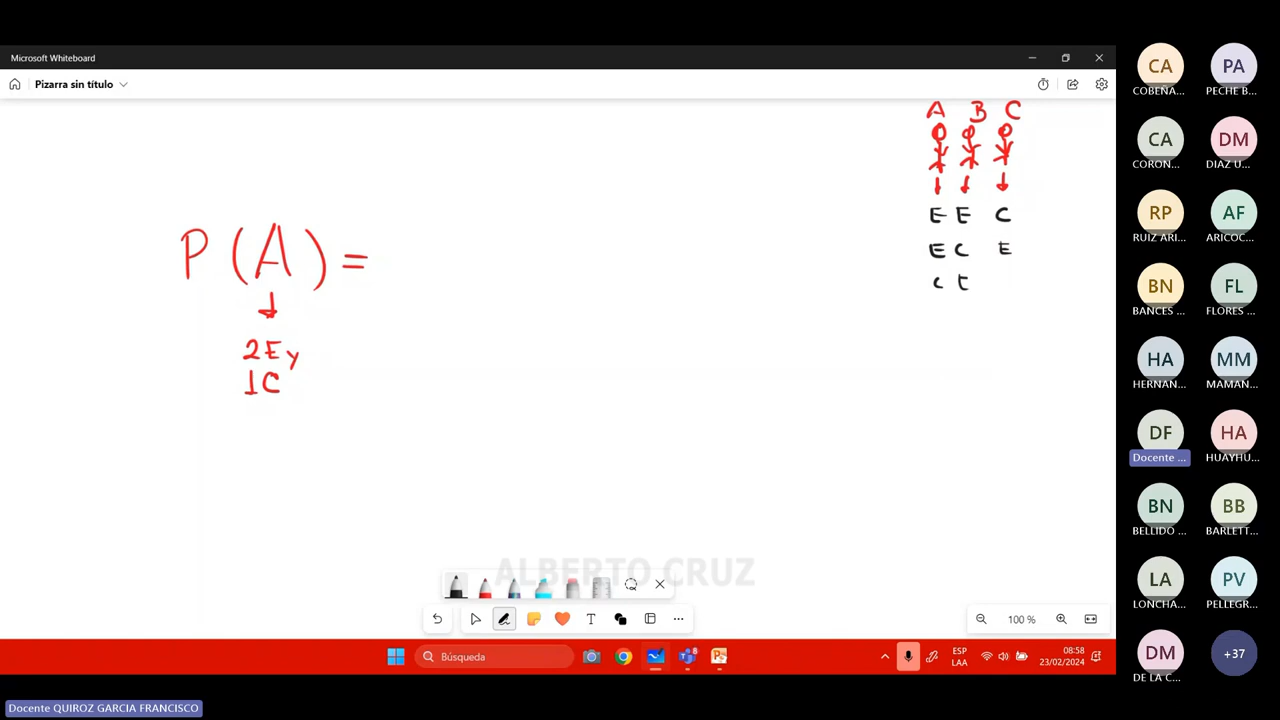 Microsoft Whiteboard
Pizarra sin título
A B C
E E C
E C E
C E
P (A) =
2E y
1C
ALBERTO CRUZ
100 %
Búsqueda
8
ESP
LAA
08:58
23/02/2024
CA PA
COBEÑA... PECHE B...
CA DM
CORON... DIAZ U...
RP AF
RUIZ ARI... ARICOC...
BN FL
BANCES ... FLORES ...
HA MM
HERNAN... MAMAN...
DF HA
Docente ... HUAYHU...
BN BB
BELLIDO ... BARLETT...
LA PV
LONCHA... PELLEGR...
DM +37
DE LA C...
Docente QUIROZ GARCIA FRANCISCO